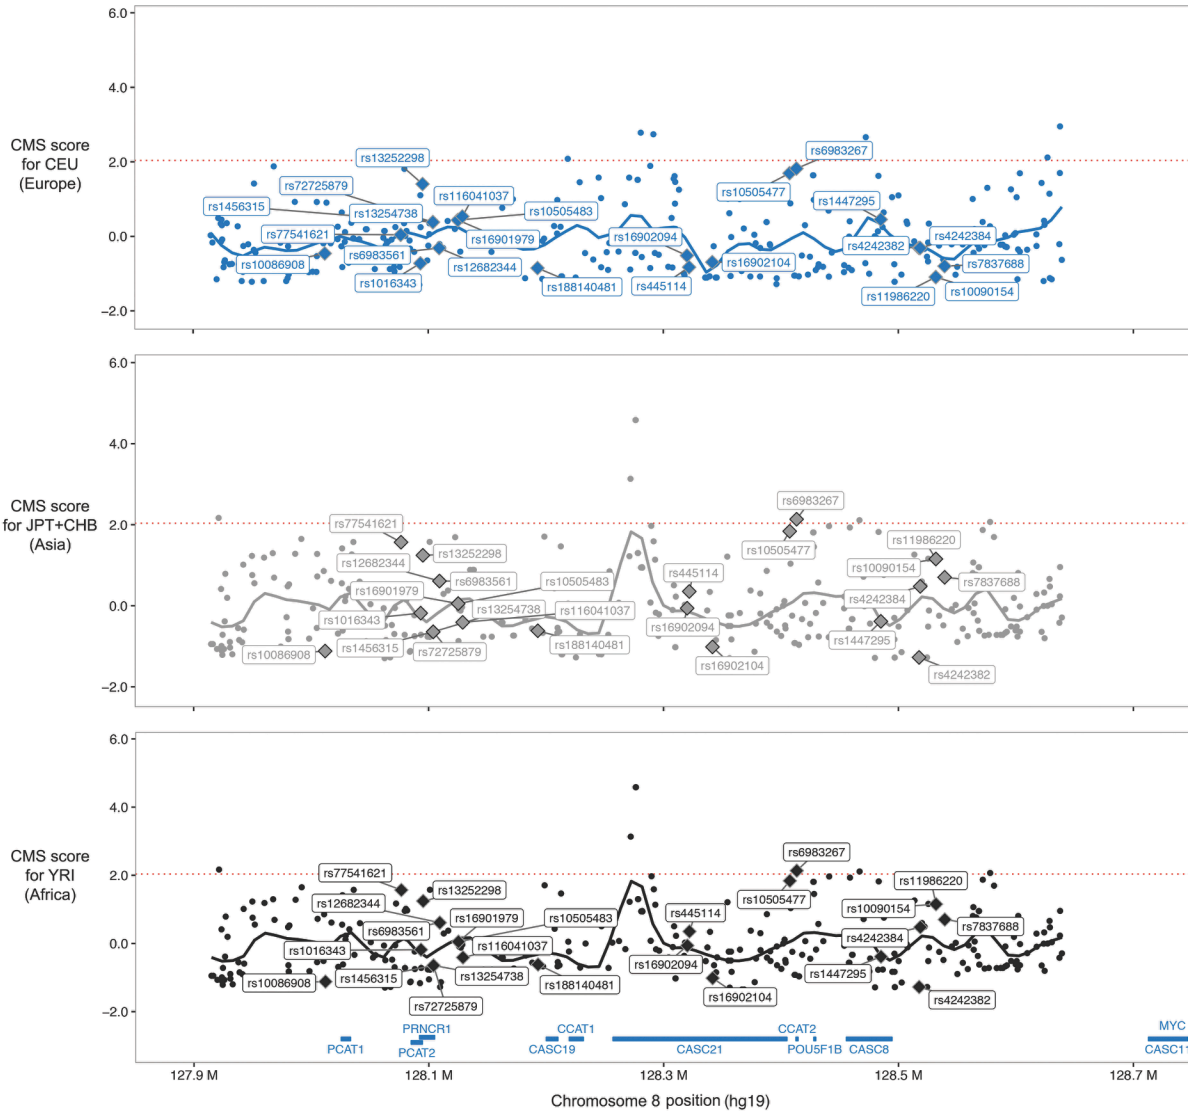 6.0
4.0
CMS score
for CEU
(Europe)
2.0
0.0
−2.0
rs13252298
rs6983267
rs72725879
rs116041037
rs10505477
rs1456315
rs13254738
rs10505483
rs1447295
rs77541621
rs16901979
rs16902094
rs4242382
rs4242384
rs10086908
rs6983561
rs12682344
rs16902104
rs7837688
rs1016343
rs188140481
rs445114
rs11986220
rs10090154
6.0
4.0
CMS score
for JPT+CHB
(Asia)
2.0
0.0
−2.0
rs6983267
rs77541621
rs10505477
rs11986220
rs13252298
rs12682344
rs10090154
rs445114
rs6983561
rs10505483
rs7837688
rs16901979
rs4242384
rs13254738
rs116041037
rs1016343
rs16902094
rs1447295
rs10086908
rs1456315
rs72725879
rs188140481
rs16902104
rs4242382
6.0
4.0
CMS score
for YRI
(Africa)
2.0
0.0
−2.0
rs6983267
rs77541621
rs13252298
rs11986220
rs12682344
rs10505477
rs10090154
rs16901979
rs10505483
rs445114
rs6983561
rs7837688
rs4242384
rs1016343
rs116041037
rs16902094
rs1447295
rs10086908
rs1456315
rs13254738
rs188140481
rs16902104
rs4242382
rs72725879
PRNCR1
CCAT1
CCAT2
MYC
PCAT1
PCAT2
CASC19
CASC21
POU5F1B
CASC8
CASC11
127.9 M
128.1 M
128.3 M
128.5 M
128.7 M
Chromosome 8 position (hg19)